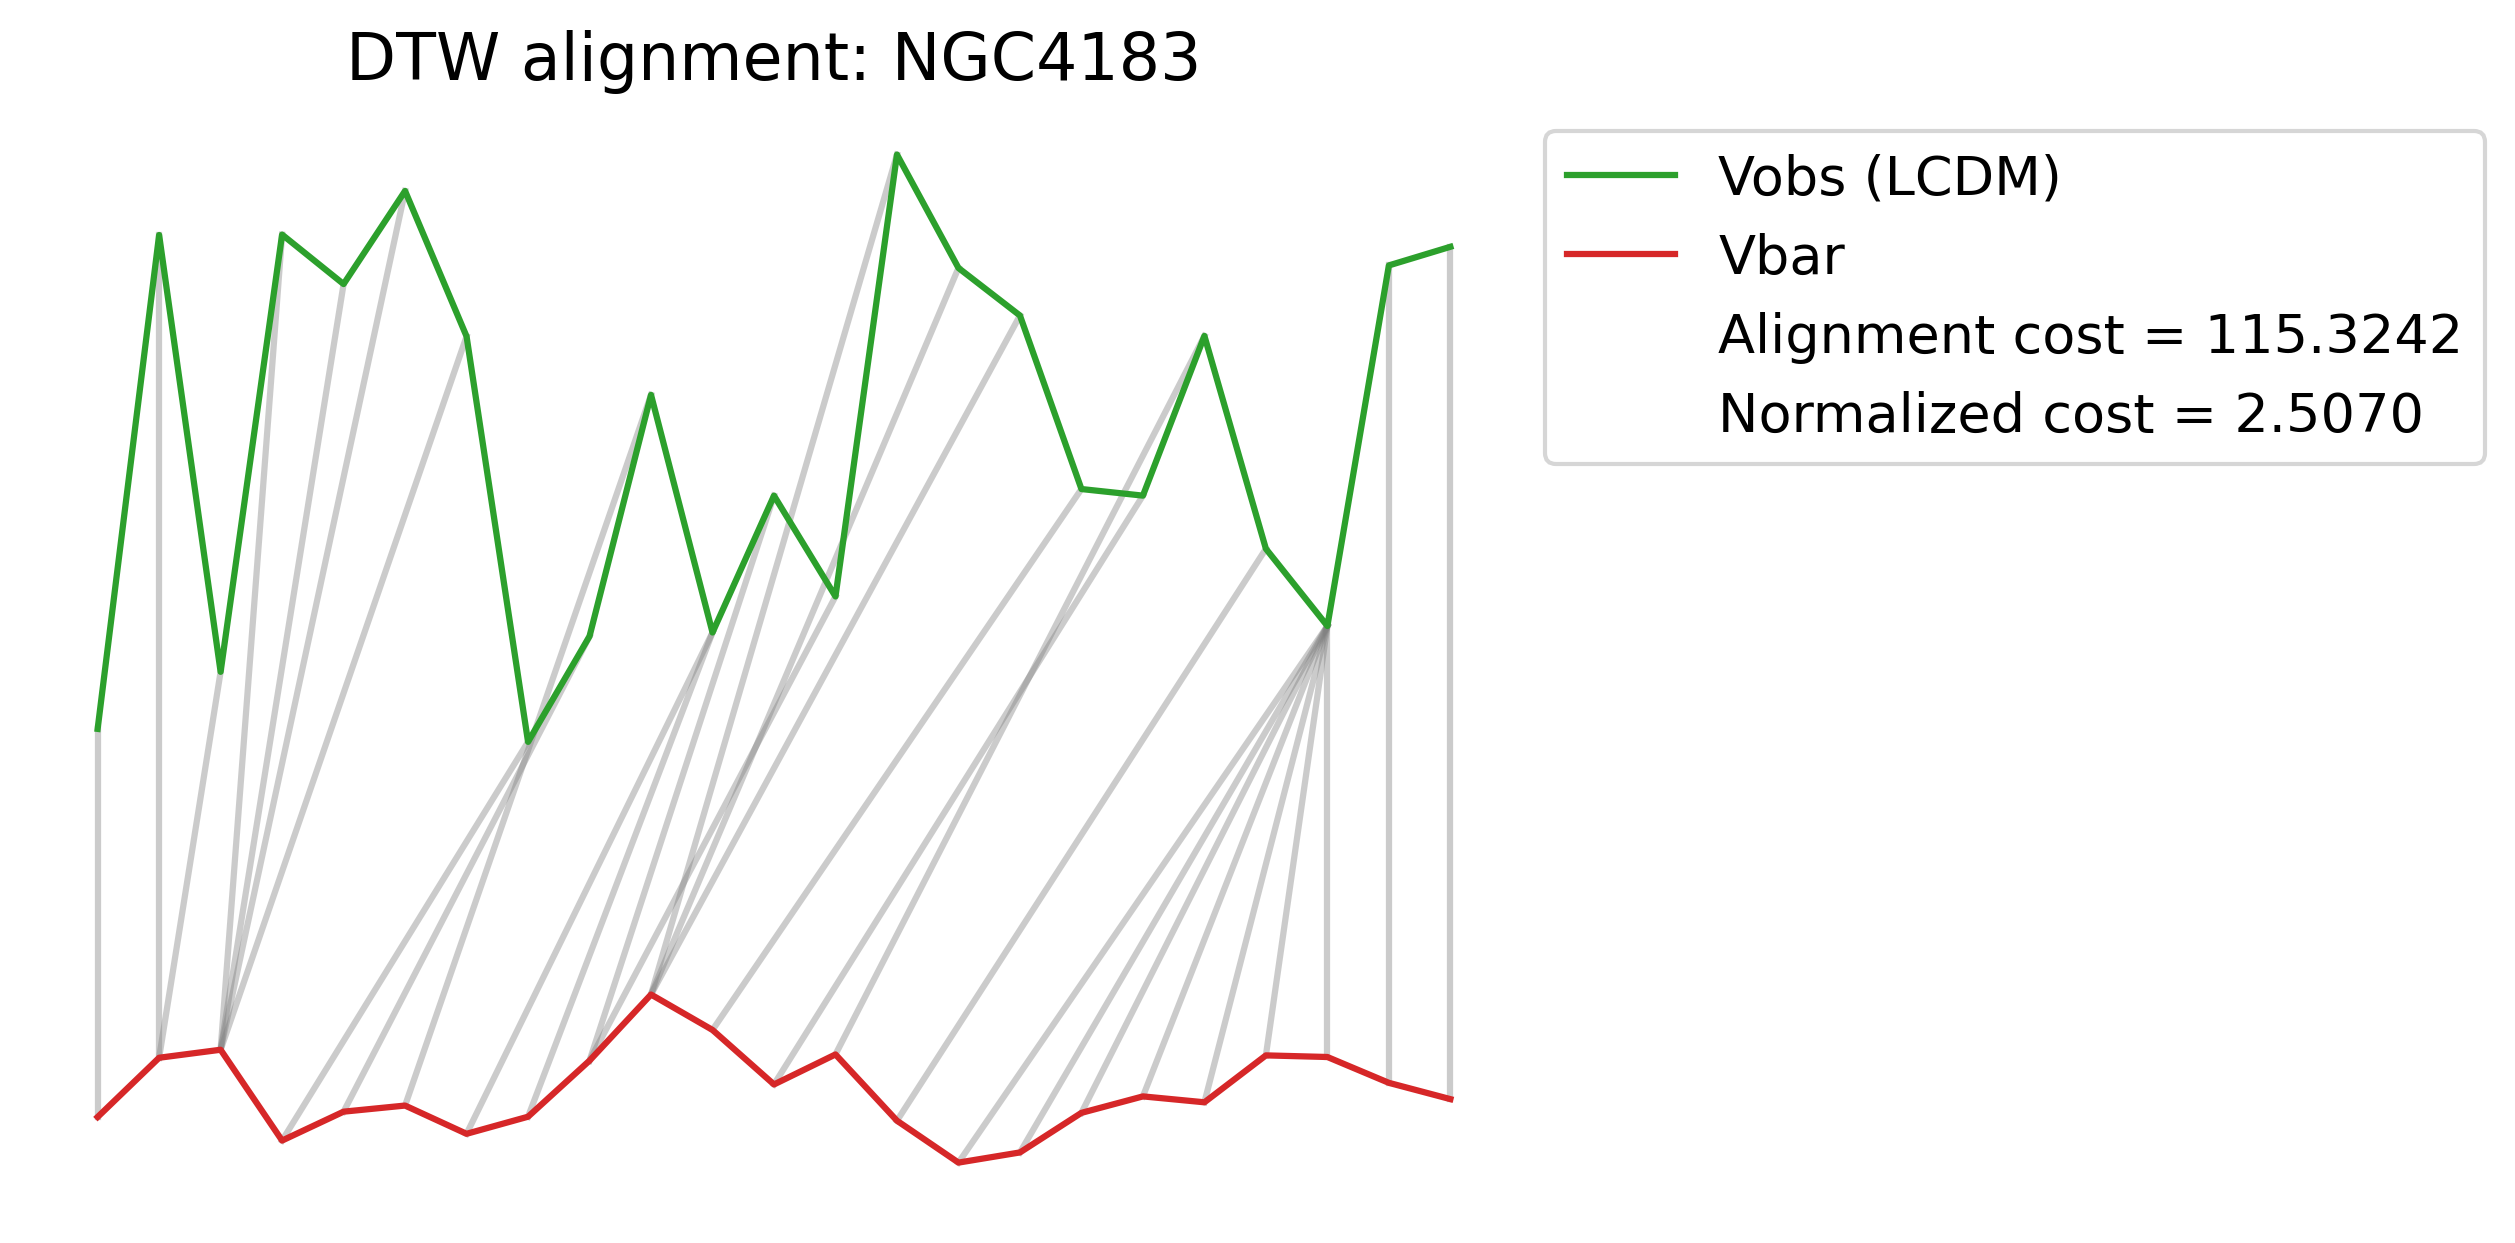 DTW alignment: NGC4183
Vobs (LCDM)
Vbar
Alignment cost = 115.3242
Normalized cost = 2.5070